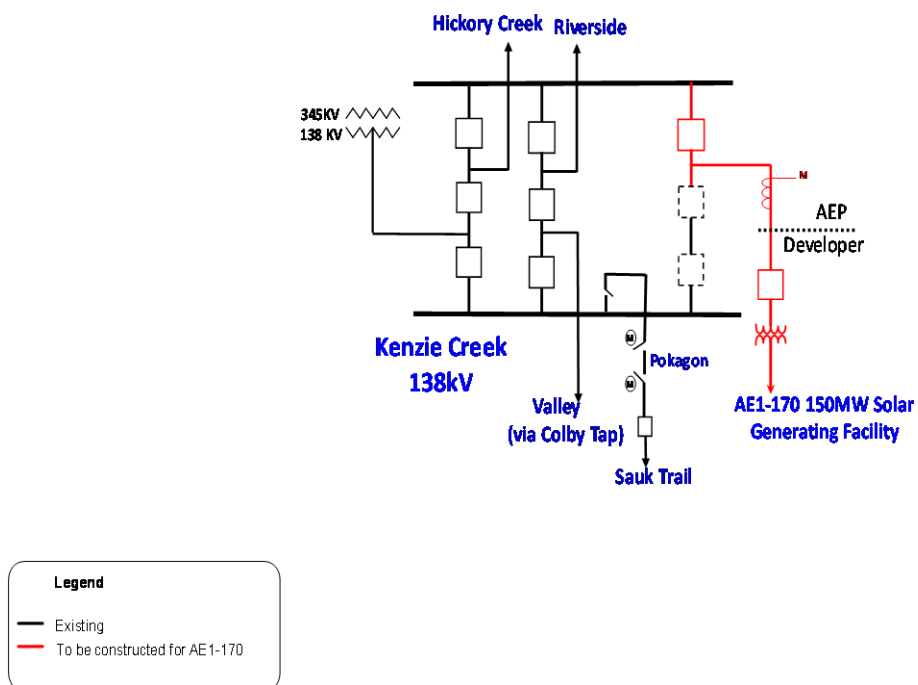 Hickory Creek
Riverside
345KV
138 KV
M
AEP
Developer
Kenzie Creek
138kV
M
Pokagon
M
Valley
(via Colby Tap)
AE1-170 150MW Solar
Generating Facility
Sauk Trail
Legend
Existing
To be constructed for AE1-170